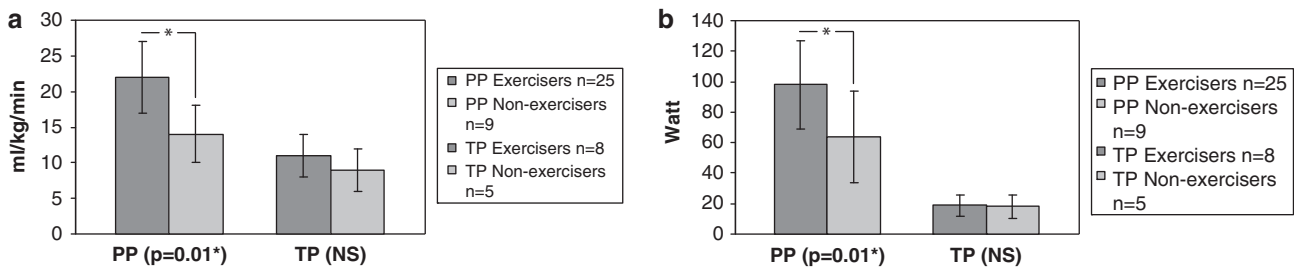 a
30
25
20
15
10
5
0
ml/kg/min
*
PP (p=0.01*)
TP (NS)
PP Exercisers n=25
PP Non-exercisers
n=9
TP Exercisers n=8
TP Non-exercisers
n=5
b
140
120
100
80
60
40
20
0
Watt
*
PP (p=0.01*)
TP (NS)
PP Exercisers n=25
PP Non-exercisers
n=9
TP Exercisers n=8
TP Non-exercisers
n=5